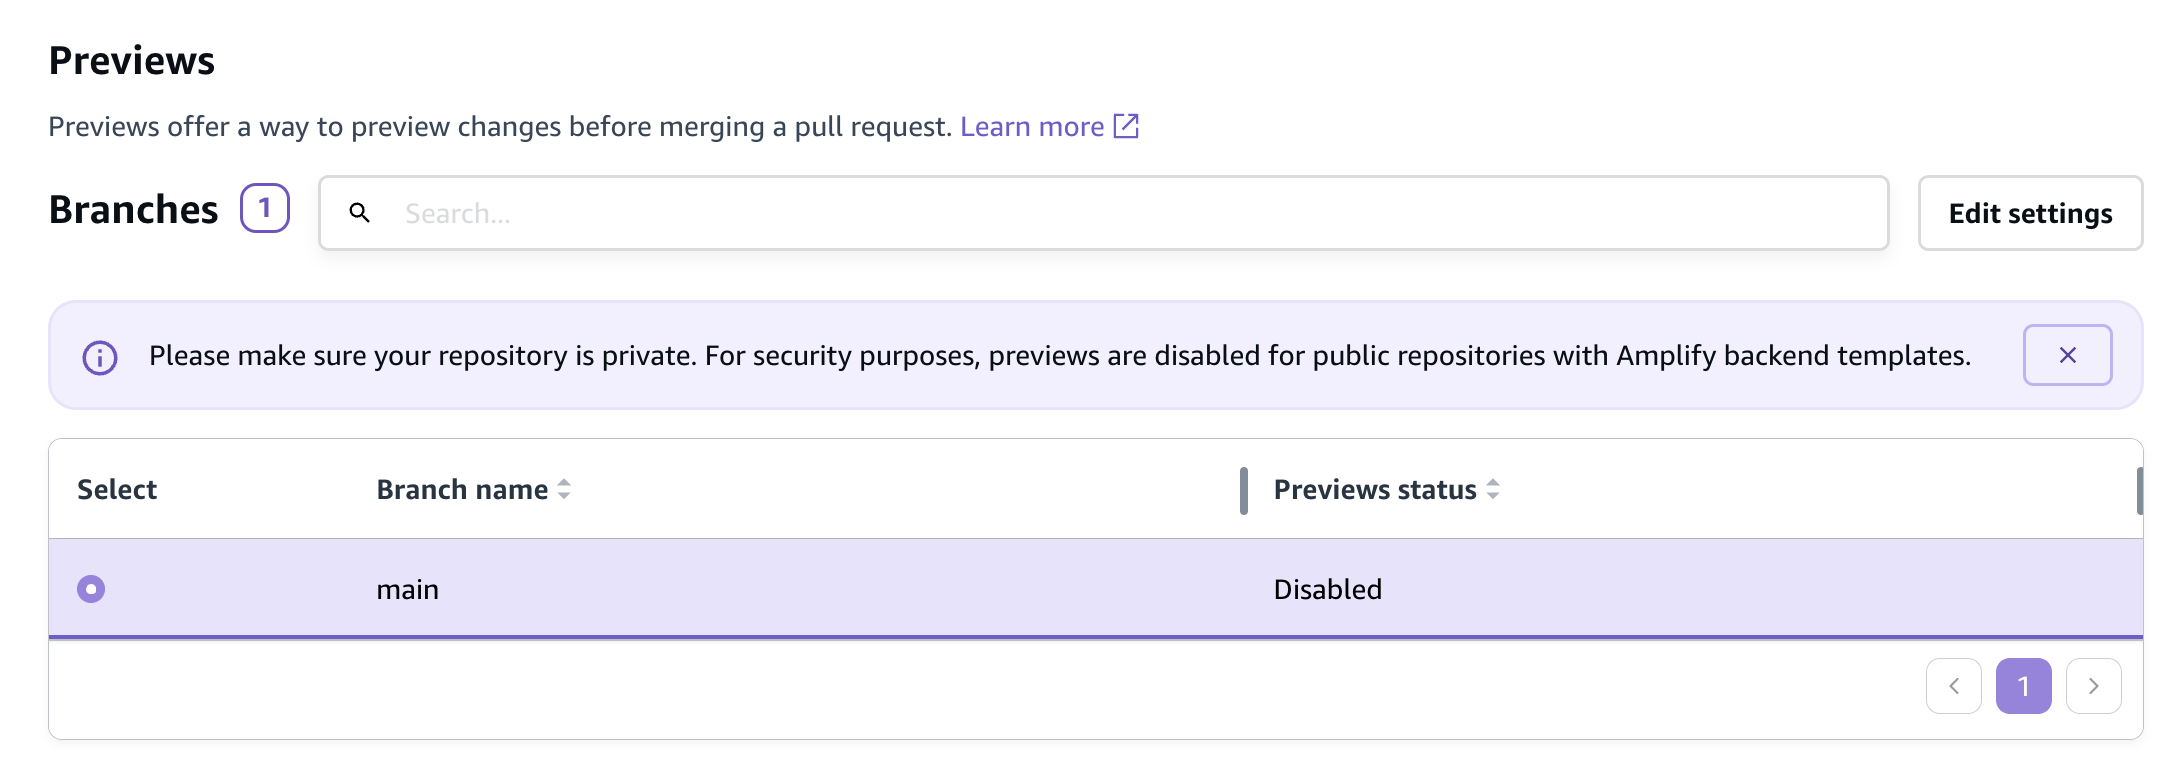 Previews
Previews offer a way to preview changes before merging a pull request. Learn more
Branches 1 Search... Edit settings
Please make sure your repository is private. For security purposes, previews are disabled for public repositories with Amplify backend templates.
Select Branch name Previews status
main Disabled
1